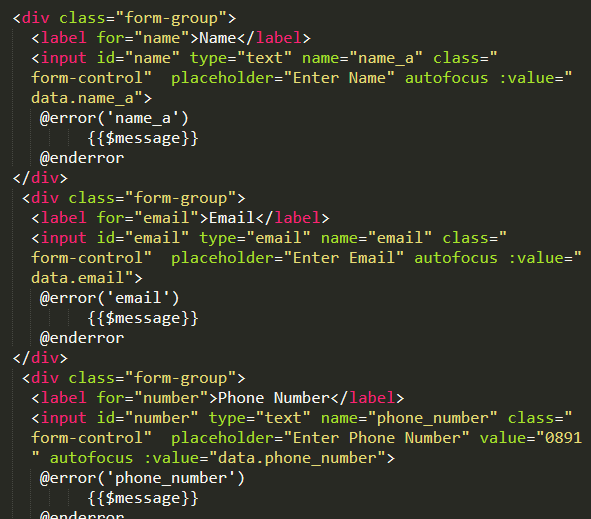 <div class="form-group">
<label for="name">Name</label>
<input id="name" type="text" name="name_a" class="
form-control"  placeholder="Enter Name" autofocus :value="
data.name_a">
@error('name_a')
{{$message}}
@enderror
</div>
<div class="form-group">
<label for="email">Email</label>
<input id="email" type="email" name="email" class="
form-control"  placeholder="Enter Email" autofocus :value="
data.email">
@error('email')
{{$message}}
@enderror
</div>
<div class="form-group">
<label for="number">Phone Number</label>
<input id="number" type="text" name="phone_number" class="
form-control"  placeholder="Enter Phone Number" value="0891
" autofocus :value="data.phone_number">
@error('phone_number')
{{$message}}
@enderror